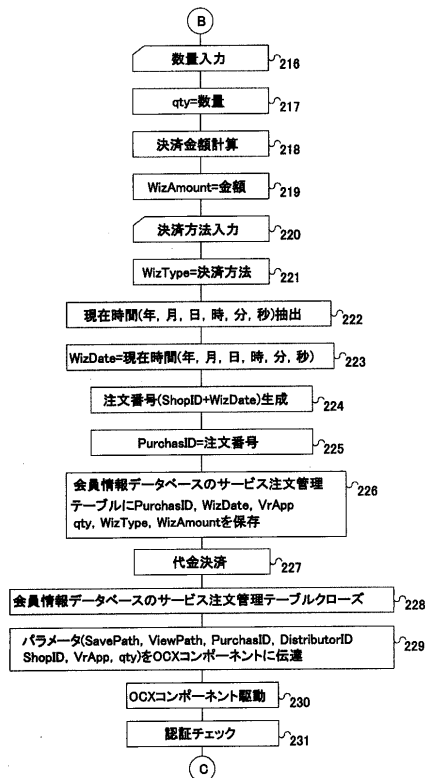 B
数量入力 216
qty=数量 217
決済金額計算 218
WizAmount=金額 219
決済方法入力 220
WizType=決済方法 221
現在時間(年, 月, 日, 時, 分, 秒)抽出 222
WizDate=現在時間(年, 月, 日, 時, 分, 秒) 223
注文番号(ShopID+WizDate)生成 224
PurchasID=注文番号 225
会員情報データベースのサービス注文管理
テーブルにPurchasID, WizDate, VrApp
qty, WizType, WizAmountを保存
226
代金決済 227
会員情報データベースのサービス注文管理テーブルクローズ 228
パラメータ(SavePath, ViewPath, PurchasID, DistributorID
ShopID, VrApp, qty)をOCXコンポーネントに伝達
229
OCXコンポーネント駆動 230
認証チェック 231
C